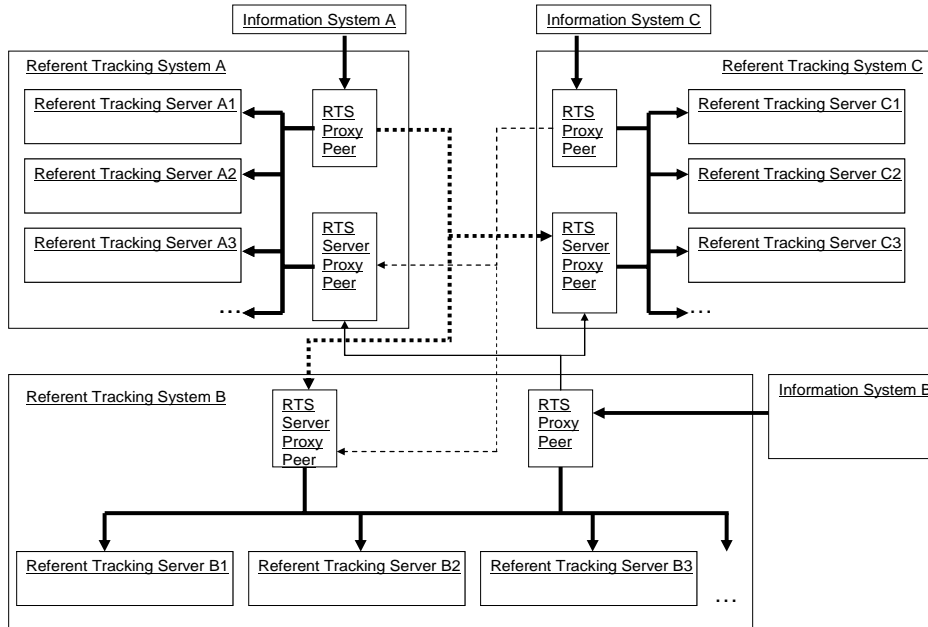 Information System A
Information System C
Referent Tracking System A
Referent Tracking Server A1
Referent Tracking Server A2
Referent Tracking Server A3
...
RTS
Proxy
Peer
RTS
Server
Proxy
Peer
Referent Tracking System C
RTS
Proxy
Peer
RTS
Server
Proxy
Peer
Referent Tracking Server C1
Referent Tracking Server C2
Referent Tracking Server C3
...
Referent Tracking System B
RTS
Server
Proxy
Peer
RTS
Proxy
Peer
Information System B
Referent Tracking Server B1
Referent Tracking Server B2
Referent Tracking Server B3
...